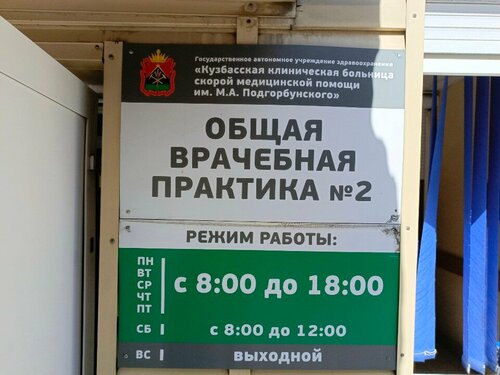 Государственное автономное учреждение здравоохранения
«Кузбасская клиническая больница
скорой медицинской помощи
им. М.А. Подгорбунского»
ОБЩАЯ
ВРАЧЕБНАЯ
ПРАКТИКА №2
РЕЖИМ РАБОТЫ:
ПН
ВТ
СР
ЧТ
ПТ
с 8:00 до 18:00
СБ с 8:00 до 12:00
ВС выходной